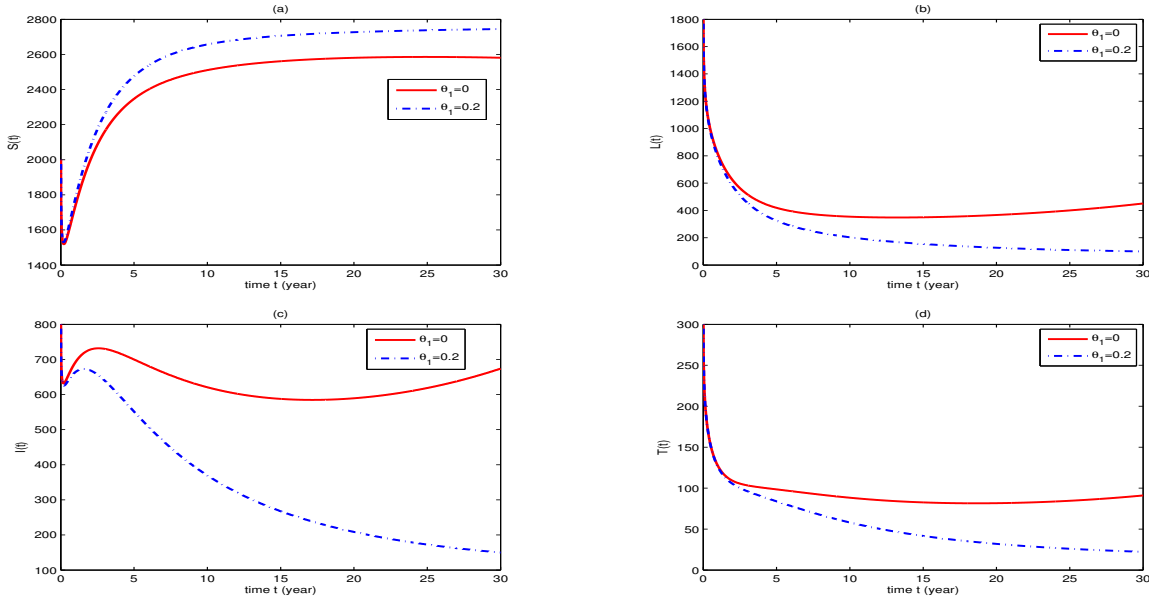 (a)
2800
2600
2400
2200
2000
1800
1600
1400
S(t)
θ1=0
θ1=0.2
0 5 10 15 20 25 30
time t (year)
(b)
1800
1600
1400
1200
1000
800
600
400
200
0
L(t)
θ1=0
θ1=0.2
0 5 10 15 20 25 30
time t (year)
(c)
800
700
600
500
400
300
200
100
I(t)
θ1=0
θ1=0.2
0 5 10 15 20 25 30
time t (year)
(d)
300
250
200
150
100
50
0
T(t)
θ1=0
θ1=0.2
0 5 10 15 20 25 30
time t (year)